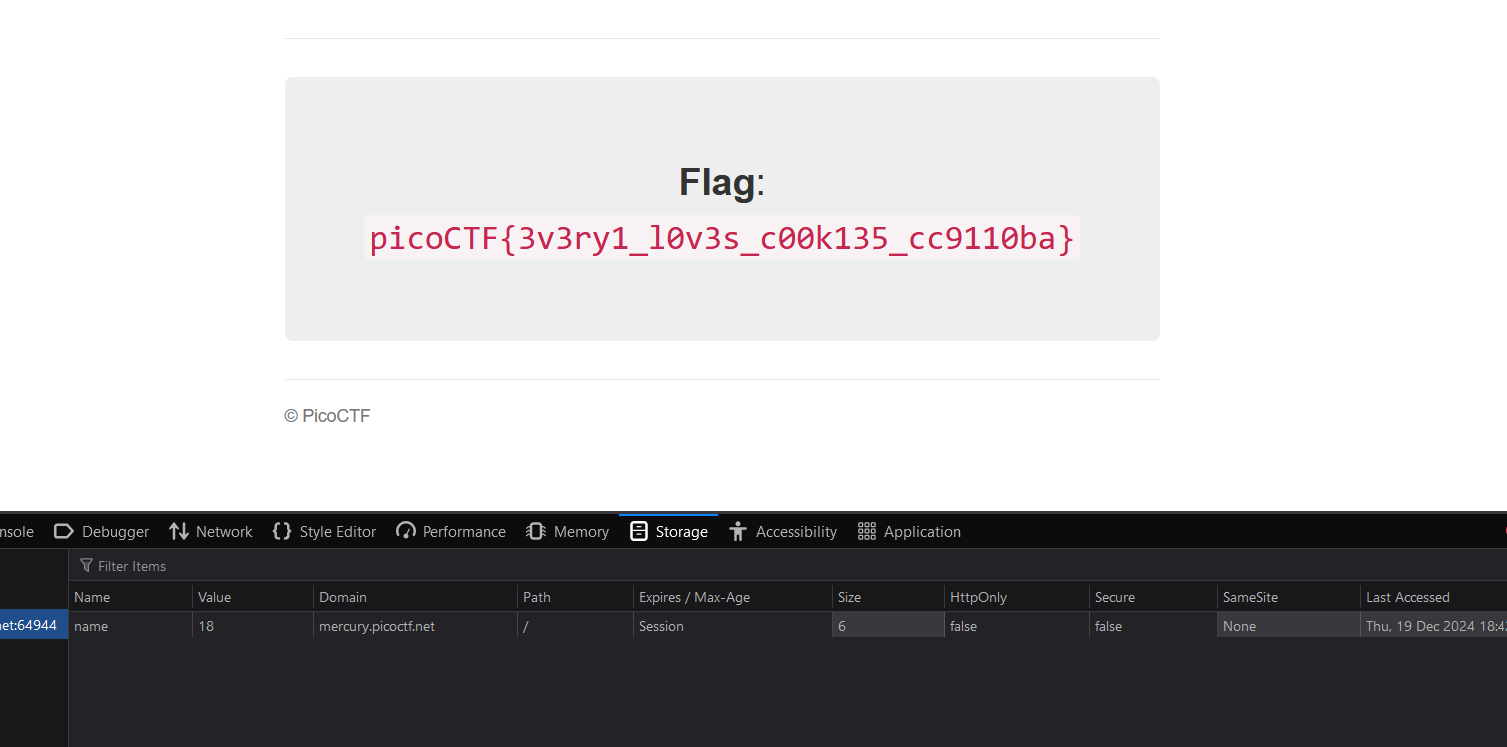 Flag:
picoCTF{3v3ry1_l0v3s_c00k135_cc9110ba}
© PicoCTF
nsole Debugger Network Style Editor Performance Memory Storage Accessibility Application
Filter Items
Name Value Domain Path Expires / Max-Age Size HttpOnly Secure SameSite Last Accessed
et:64944 name 18 mercury.picoctf.net / Session 6 false false None Thu, 19 Dec 2024 18:4